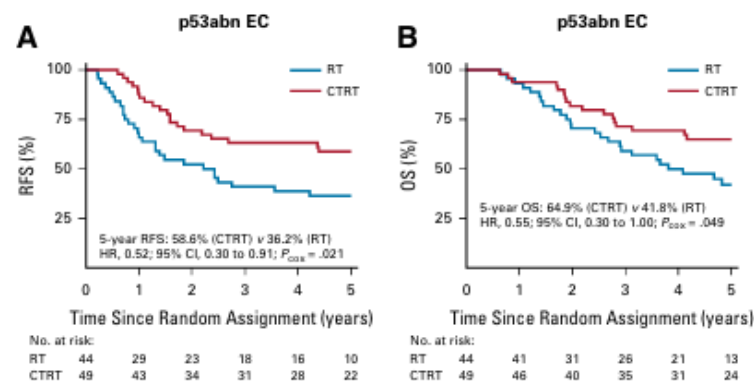 A
p53abn EC
RFS (%)
100
75
50
25
RT
CTRT
5-year RFS: 58.6% (CTRT) v 36.2% (RT)
HR, 0.52; 95% CI, 0.30 to 0.91; Pcox = .021
0 1 2 3 4 5
Time Since Random Assignment (years)
No. at risk:
RT 44 29 23 18 16 10
CTRT 49 43 34 31 28 22
B
p53abn EC
OS (%)
100
75
50
25
RT
CTRT
5-year OS: 64.9% (CTRT) v 41.8% (RT)
HR, 0.55; 95% CI, 0.30 to 1.00; Pcox = .049
0 1 2 3 4 5
Time Since Random Assignment (years)
No. at risk:
RT 44 41 31 26 21 13
CTRT 49 46 40 35 31 24